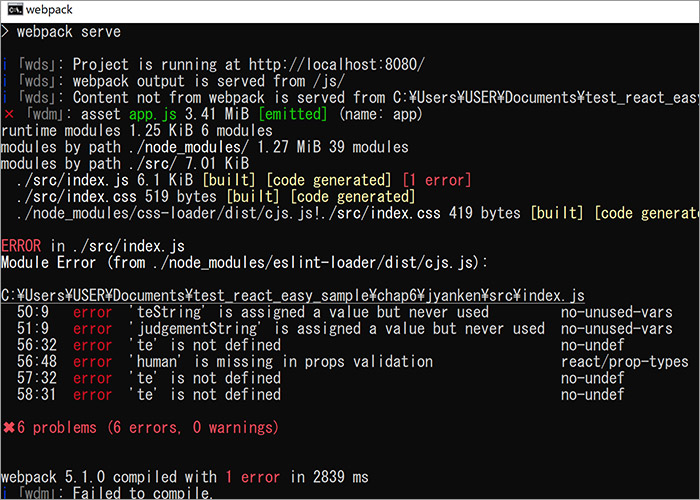 webpack
> webpack serve
i 「wds」: Project is running at http://localhost:8080/
i 「wds」: webpack output is served from /js/
i 「wds」: Content not from webpack is served from C:¥Users¥USER¥Documents¥test_react_eas
× 「wdm」: asset app.js 3.41 MiB [emitted] (name: app)
runtime modules 1.25 KiB 6 modules
modules by path ./node_modules/ 1.27 MiB 39 modules
modules by path ./src/ 7.01 KiB
./src/index.js 6.1 KiB [built] [code generated] [1 error]
./src/index.css 519 bytes [built] [code generated]
./node_modules/css-loader/dist/cjs.js!./src/index.css 419 bytes [built] [code generat
ERROR in ./src/index.js
Module Error (from ./node_modules/eslint-loader/dist/cjs.js):
C:¥Users¥USER¥Documents¥test_react_easy_sample¥chap6¥jyanken¥src¥index.js
50:9 error 'teString' is assigned a value but never used no-unused-vars
51:9 error 'judgementString' is assigned a value but never used no-unused-vars
56:32 error 'te' is not defined no-undef
56:48 error 'human' is missing in props validation react/prop-types
57:32 error 'te' is not defined no-undef
58:31 error 'te' is not defined no-undef
✖6 problems (6 errors, 0 warnings)
webpack 5.1.0 compiled with 1 error in 2839 ms
i 「wdm」: Failed to compile.